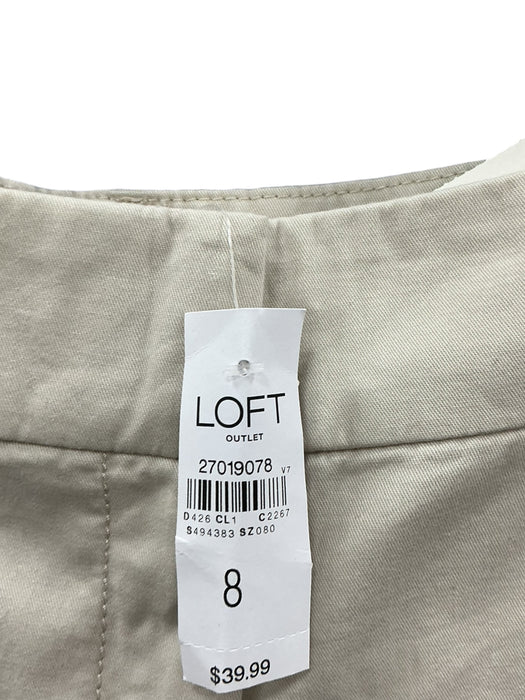 LOFT
OUTLET
27019078 V7
D426 CL1 C2267
S494383 SZ080
8
$39.99